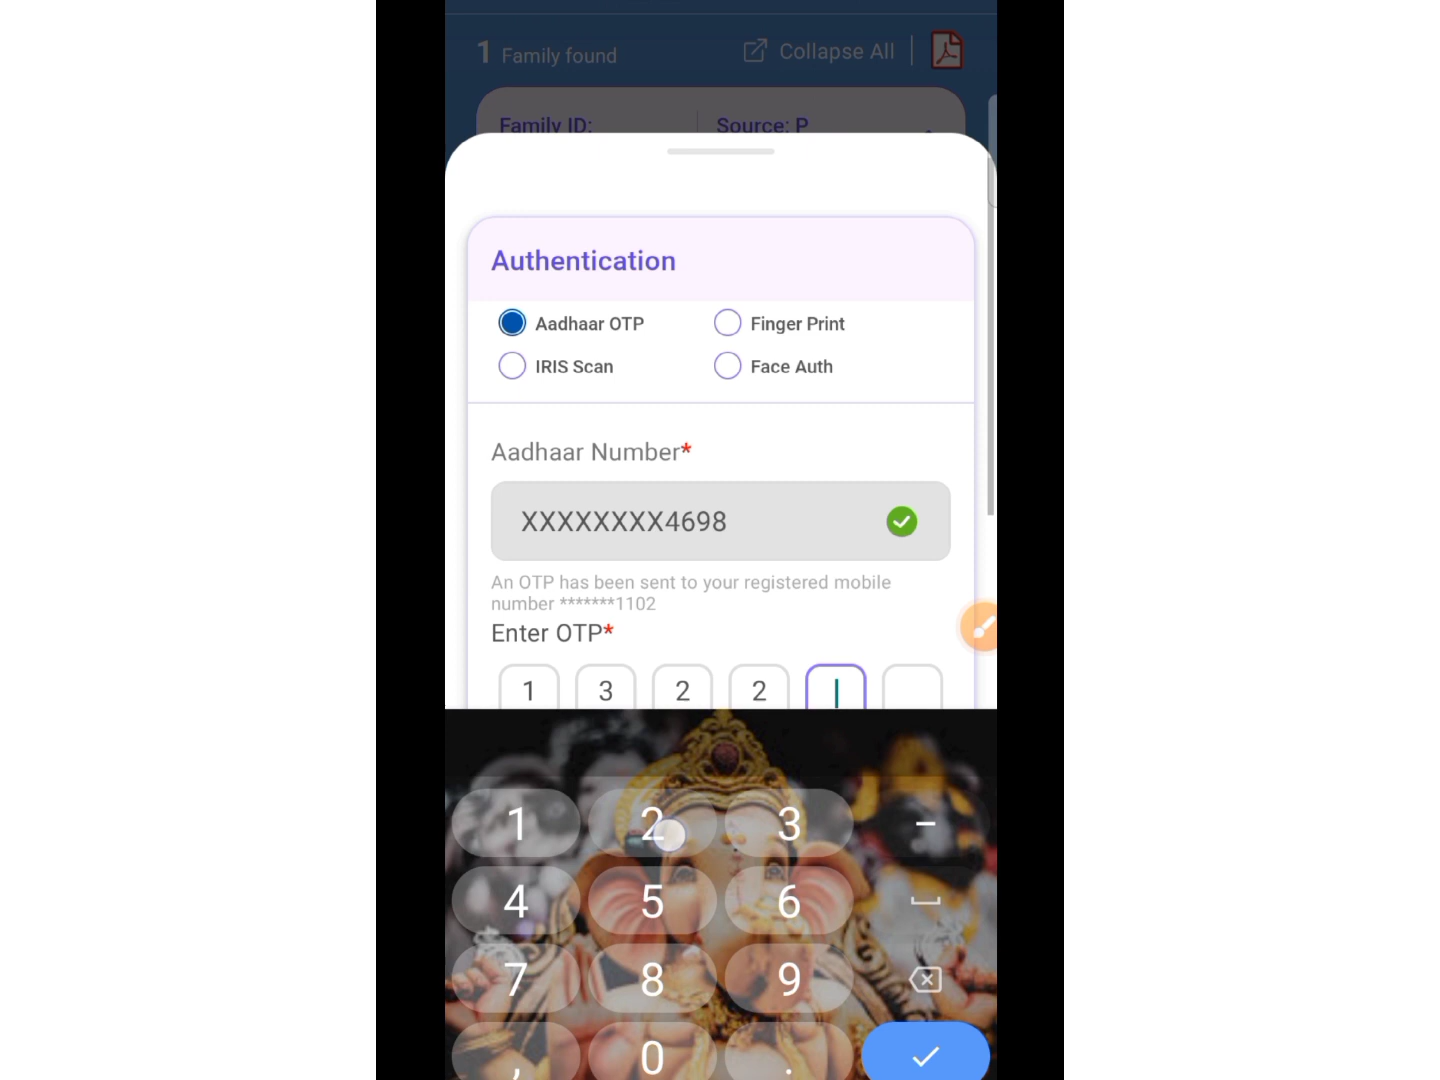 1 Family found Collapse All
Family ID: Source: P
Authentication
Aadhaar OTP Finger Print
IRIS Scan Face Auth
Aadhaar Number*
XXXXXXXX4698
An OTP has been sent to your registered mobile
number *******1102
Enter OTP*
1 3 2 2
1 2 3 -
4 5 6
7 8 9
, 0 .